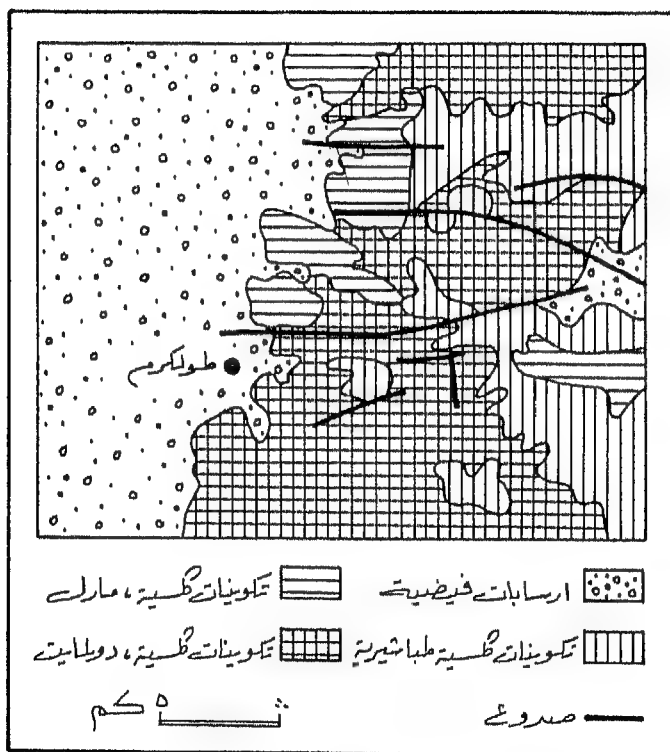 طولكرم
ارسابات فيضية
تكوينات كلسية، مارل
تكوينات كلسية طباشيرية
تكوينات كلسية، دولمايت
صدوع
٥ كم